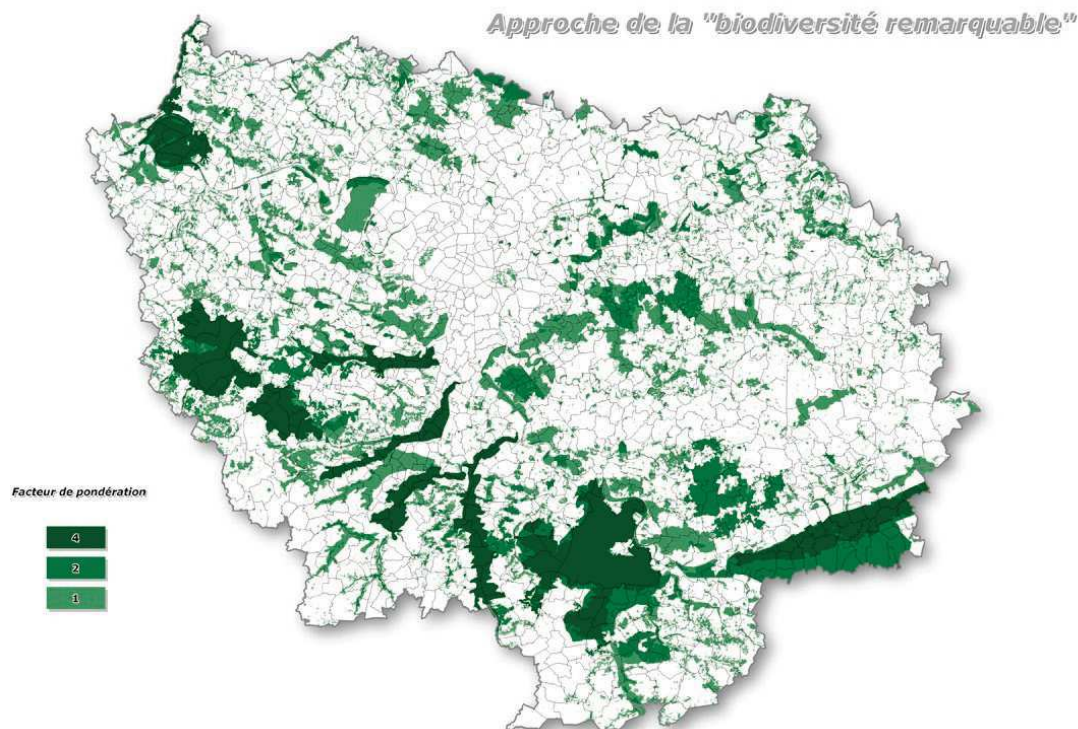 Approche de la "biodiversité remarquable"
Facteur de pondération
4
2
1